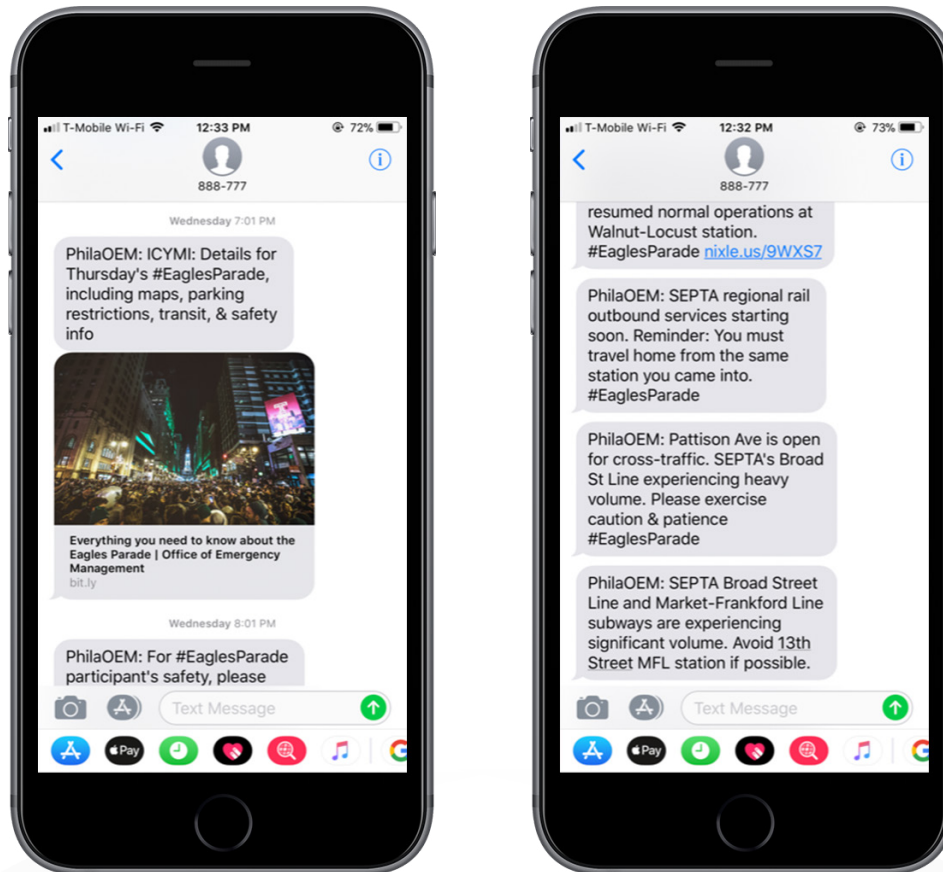 T-Mobile Wi-Fi 12:33 PM 72%
888-777
Wednesday 7:01 PM
PhilaOEM: ICYMI: Details for
Thursday's #EaglesParade,
including maps, parking
restrictions, transit, & safety
info
Everything you need to know about the
Eagles Parade | Office of Emergency
Management
bit.ly
Wednesday 8:01 PM
PhilaOEM: For #EaglesParade
participant's safety, please
Text Message
Pay
T-Mobile Wi-Fi 12:32 PM 73%
888-777
resumed normal operations at
Walnut-Locust station.
#EaglesParade nixle.us/9WXS7
PhilaOEM: SEPTA regional rail
outbound services starting
soon. Reminder: You must
travel home from the same
station you came into.
#EaglesParade
PhilaOEM: Pattison Ave is open
for cross-traffic. SEPTA's Broad
St Line experiencing heavy
volume. Please exercise
caution & patience
#EaglesParade
PhilaOEM: SEPTA Broad Street
Line and Market-Frankford Line
subways are experiencing
significant volume. Avoid 13th
Street MFL station if possible.
Text Message
Pay